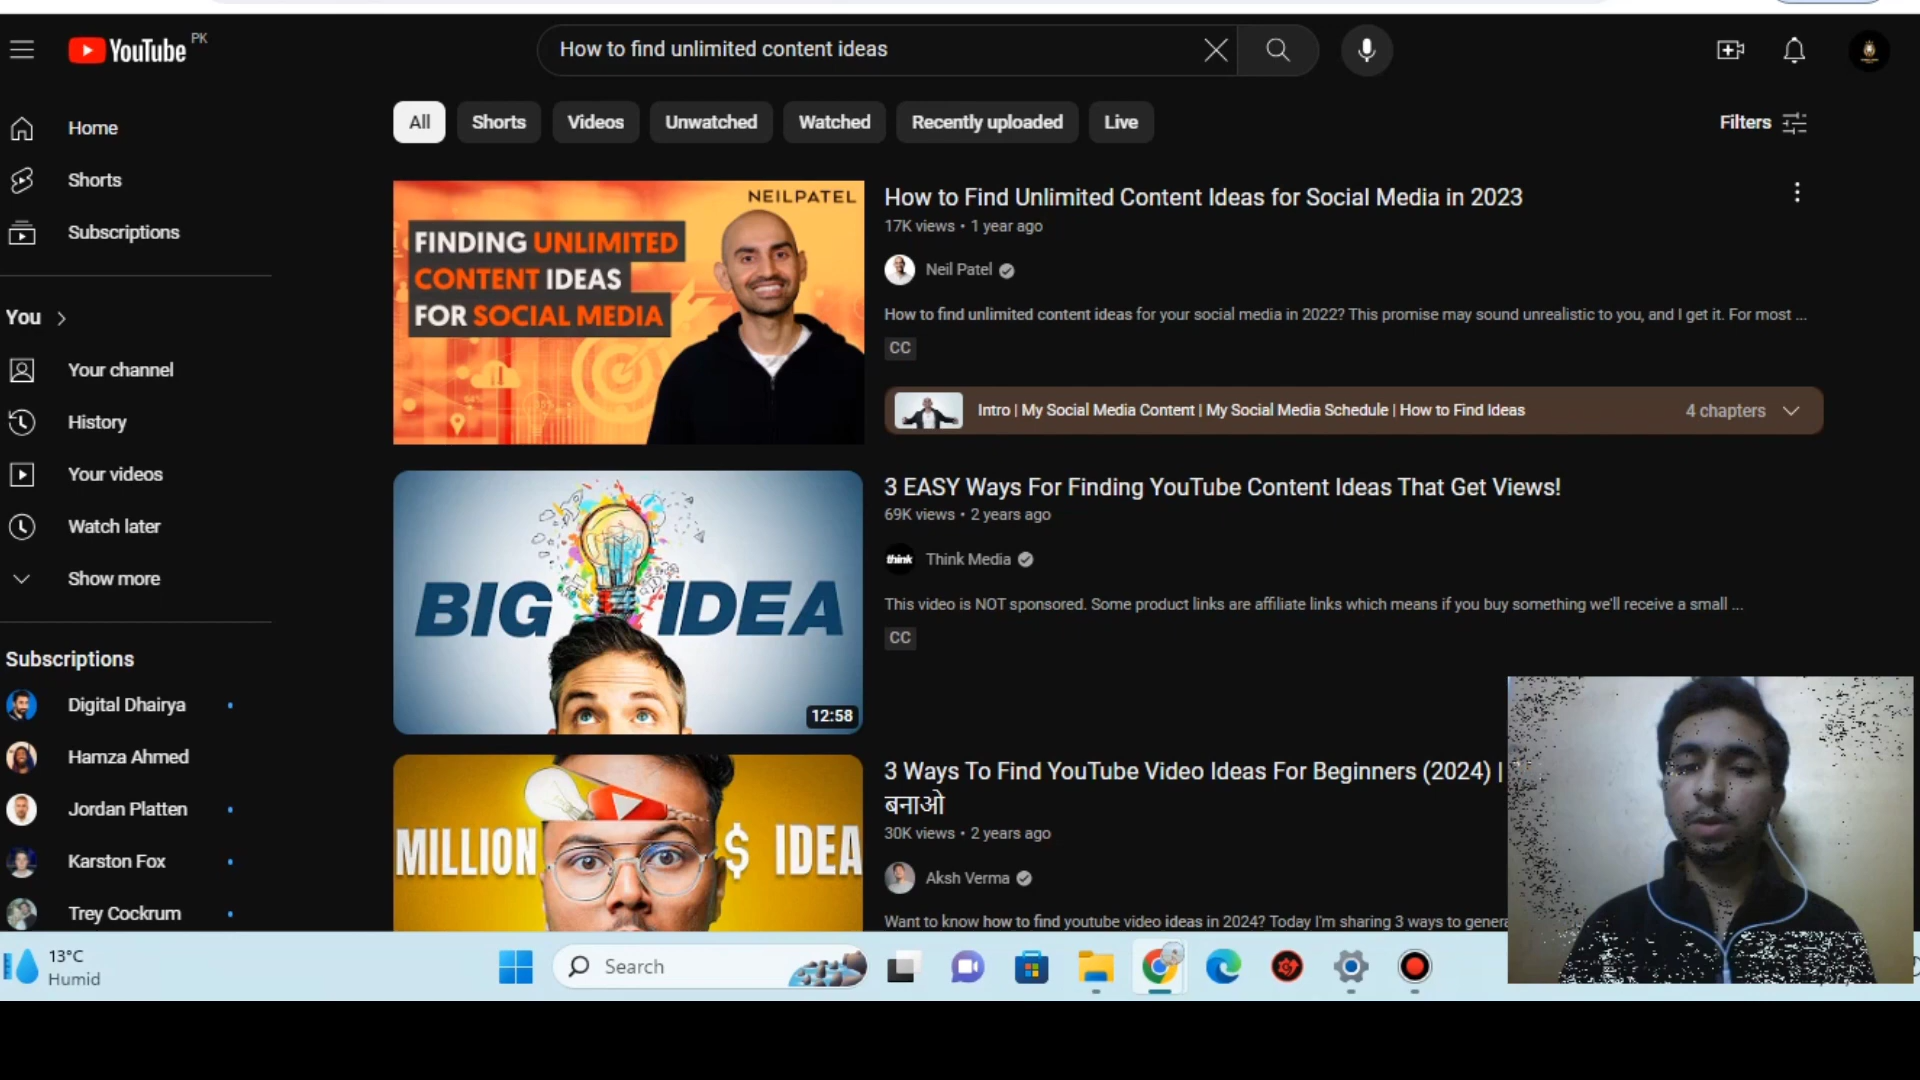 YouTube PK
How to find unlimited content ideas
Home
Shorts
Subscriptions
You
Your channel
History
Your videos
Watch later
Show more
Subscriptions
Digital Dhairya
Hamza Ahmed
Jordan Platten
Karston Fox
Trey Cockrum
All
Shorts
Videos
Unwatched
Watched
Recently uploaded
Live
Filters
NEILPATEL
FINDING UNLIMITED
CONTENT IDEAS
FOR SOCIAL MEDIA
How to Find Unlimited Content Ideas for Social Media in 2023
17K views • 1 year ago
Neil Patel
How to find unlimited content ideas for your social media in 2022? This promise may sound unrealistic to you, and I get it. For most ...
CC
Intro | My Social Media Content | My Social Media Schedule | How to Find Ideas
4 chapters
BIG IDEA
12:58
3 EASY Ways For Finding YouTube Content Ideas That Get Views!
69K views • 2 years ago
think
Think Media
This video is NOT sponsored. Some product links are affiliate links which means if you buy something we'll receive a small ...
CC
MILLION $ IDEA
3 Ways To Find YouTube Video Ideas For Beginners (2024) |
बनाओ
30K views • 2 years ago
Aksh Verma
Want to know how to find youtube video ideas in 2024? Today I'm sharing 3 ways to genera
13°C
Humid
Search